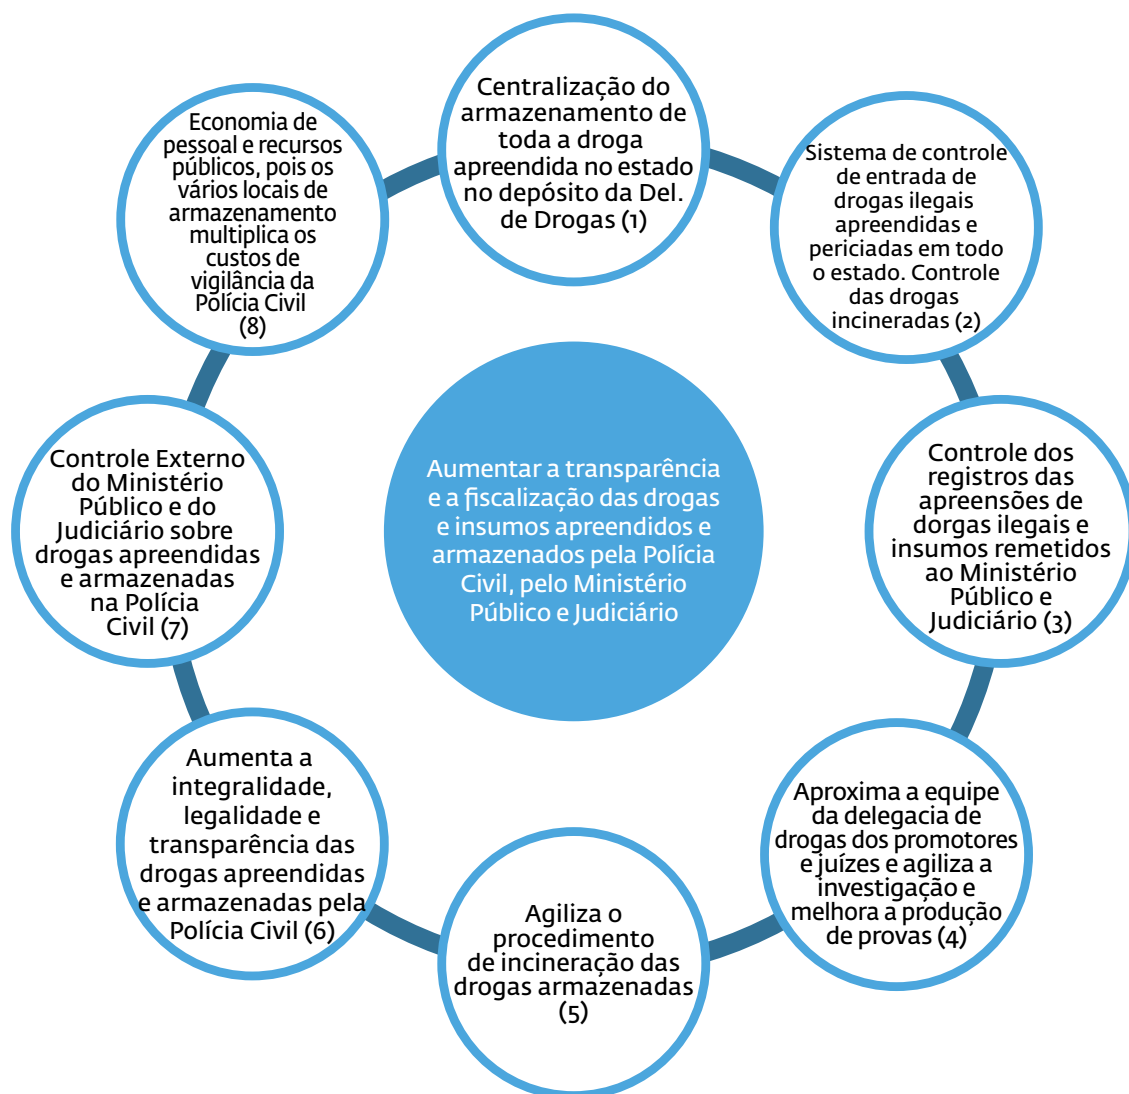 Centralização do
armazenamento de
toda a droga
apreendida no estado
no depósito da Del.
de Drogas (1)
Sistema de controle
de entrada de
drogas ilegais
apreendidas e
periciadas em todo
o estado. Controle
das drogas
incineradas (2)
Controle dos
registros das
apreensões de
dorgas ilegais e
insumos remetidos
ao Ministério
Público e
Judiciário (3)
Aproxima a equipe
da delegacia de
drogas dos promotores
e juízes e agiliza a
investigação e
melhora a produção
de provas (4)
Agiliza o
procedimento
de incineração das
drogas armazenadas
(5)
Aumenta a
integralidade,
legalidade e
transparência das
drogas apreendidas
e armazenadas pela
Polícia Civil (6)
Controle Externo
do Ministério
Público e do
Judiciário sobre
drogas apreendidas
e armazenadas
na Polícia
Civil (7)
Economia de
pessoal e recursos
públicos, pois os
vários locais de
armazenamento
multiplica os
custos de
vigilância da
Polícia Civil
(8)
Aumentar a transparência
e a fiscalização das drogas
e insumos apreendidos e
armazenados pela Polícia
Civil, pelo Ministério
Público e Judiciário